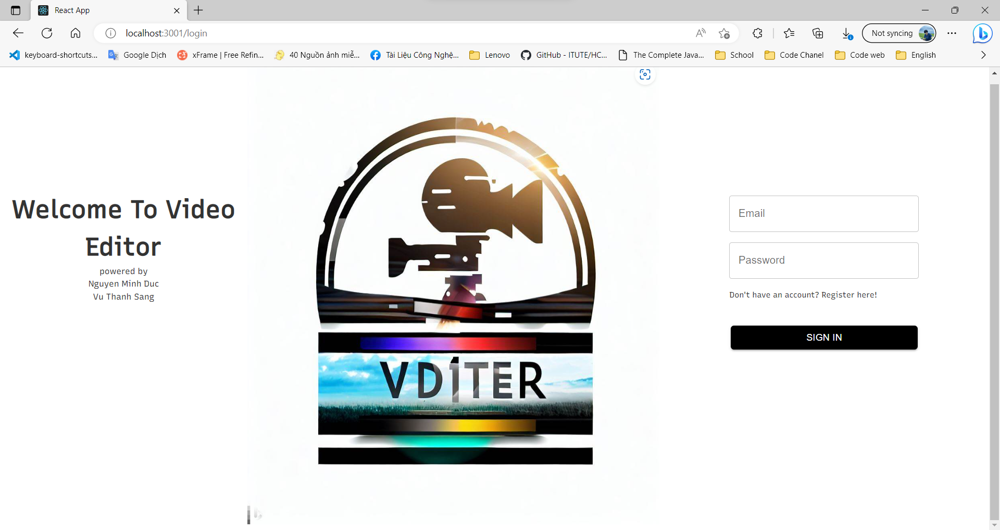 React App
localhost:3001/login
Not syncing
keyboard-shortcuts...
Google Dịch
xFrame | Free Refin...
40 Nguồn ảnh miễ...
Tài Liệu Công Nghệ...
Lenovo
GitHub - ITUTE/HC...
The Complete Java...
School
Code Chanel
Code web
English
Welcome To Video
Editor
powered by
Nguyen Minh Duc
Vu Thanh Sang
VD1TER
Email
Password
Don't have an account? Register here!
SIGN IN